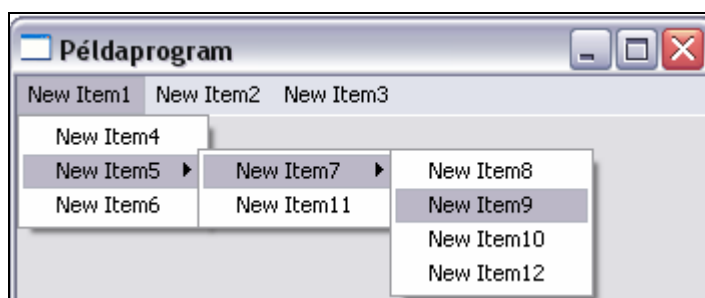 Példaprogram
New Item1 New Item2 New Item3
New Item4
New Item5 New Item7 New Item8
New Item6 New Item11 New Item9
New Item10
New Item12